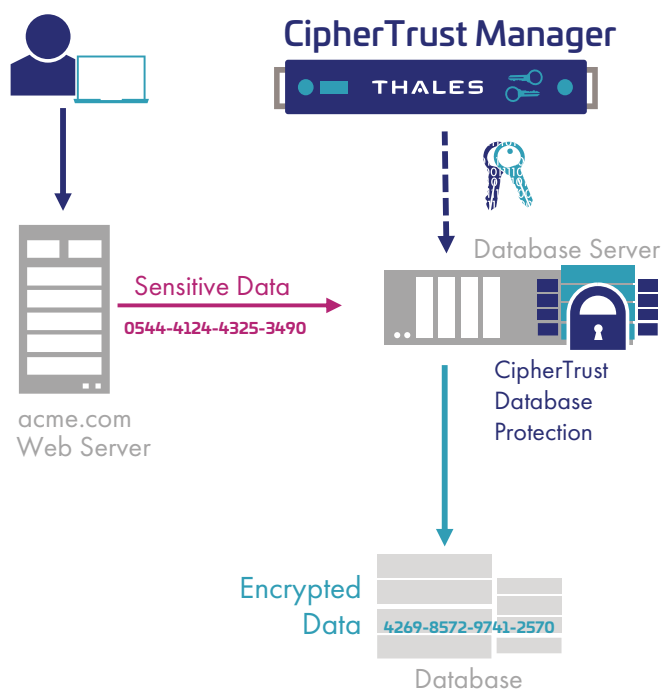 CipherTrust Manager
THALES
Database Server
Sensitive Data
0544-4124-4325-3490
CipherTrust
Database
Protection
acme.com
Web Server
Encrypted
Data
4269-8572-9741-2570
Database